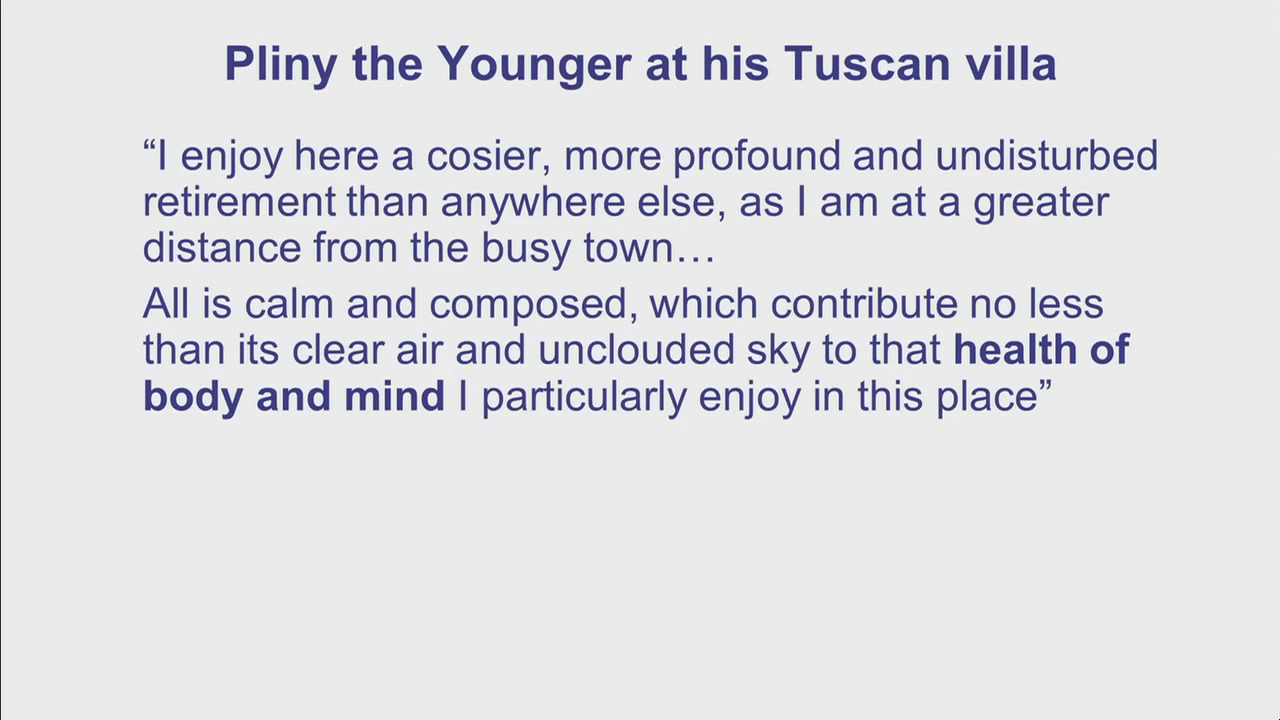 Pliny the Younger at his Tuscan villa
“I enjoy here a cosier, more profound and undisturbed
retirement than anywhere else, as I am at a greater
distance from the busy town…
All is calm and composed, which contribute no less
than its clear air and unclouded sky to that health of
body and mind I particularly enjoy in this place”